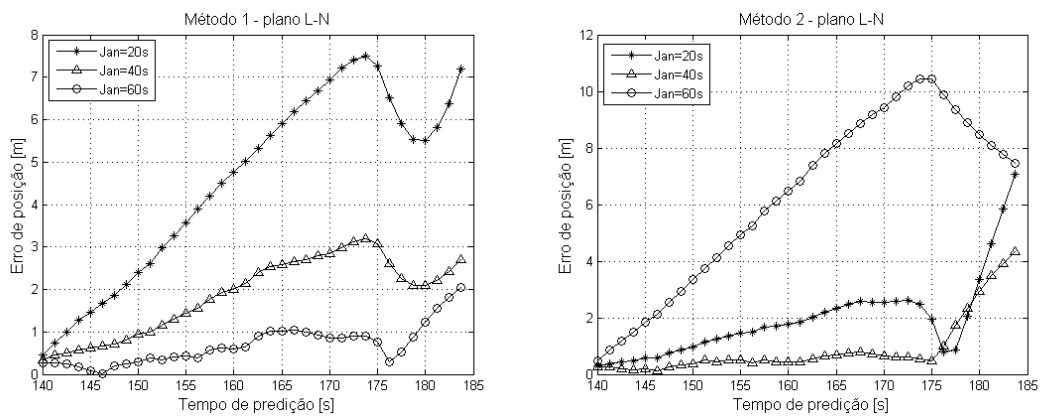 Método 1 - plano L-N
Jan=20s
Jan=40s
Jan=60s
Erro de posição [m]
8
7
6
5
4
3
2
1
0
140 145 150 155 160 165 170 175 180 185
Tempo de predição [s]
Método 2 - plano L-N
Jan=20s
Jan=40s
Jan=60s
Erro de posição [m]
12
10
8
6
4
2
0
140 145 150 155 160 165 170 175 180 185
Tempo de predição [s]